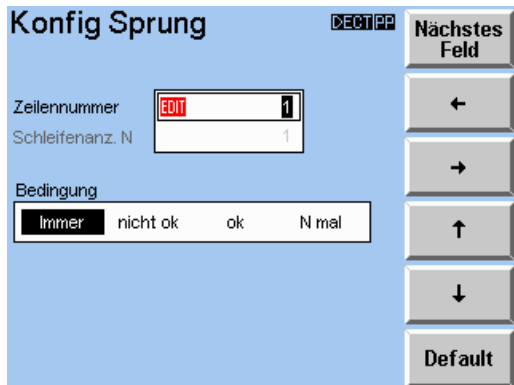 Konfig Sprung
DECT PP
Nächstes
Feld
Zeilennummer EDIT 1
Schleifenanz. N 1
←
→
Bedingung
Immer nicht ok ok N mal
↑
↓
Default